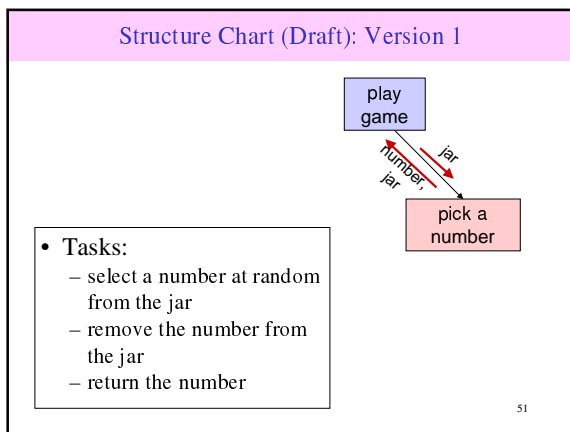 Structure Chart (Draft): Version 1
play
game
jar
number,
jar
pick a
number
• Tasks:
– select a number at random
from the jar
– remove the number from
the jar
– return the number
51